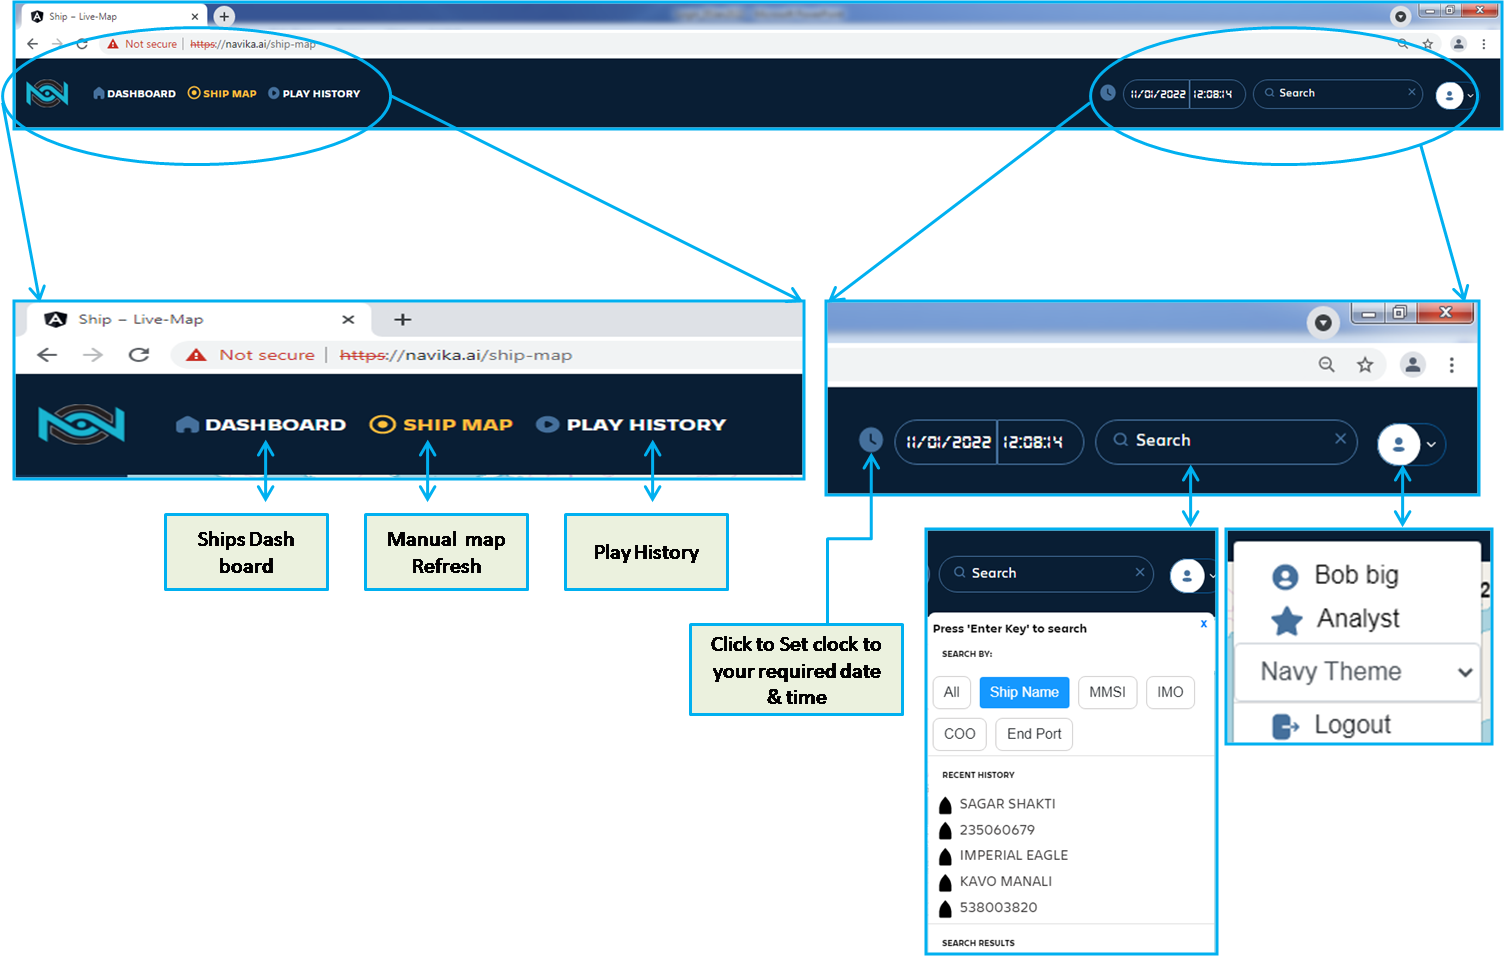 Ship – Live-Map
Not secure | https://navika.ai/ship-map
DASHBOARD SHIP MAP PLAY HISTORY
11/01/2022 12:08:14 Search
Ship – Live-Map
Not secure | https://navika.ai/ship-map
DASHBOARD SHIP MAP PLAY HISTORY
Ships Dash
board
Manual map
Refresh
Play History
11/01/2022 12:08:14 Search
Click to Set clock to
your required date
& time
Search
Press 'Enter Key' to search x
SEARCH BY:
All Ship Name MMSI IMO
COO End Port
RECENT HISTORY
SAGAR SHAKTI
235060679
IMPERIAL EAGLE
KAVO MANALI
538003820
SEARCH RESULTS
Bob big
2
Analyst
Navy Theme
Logout